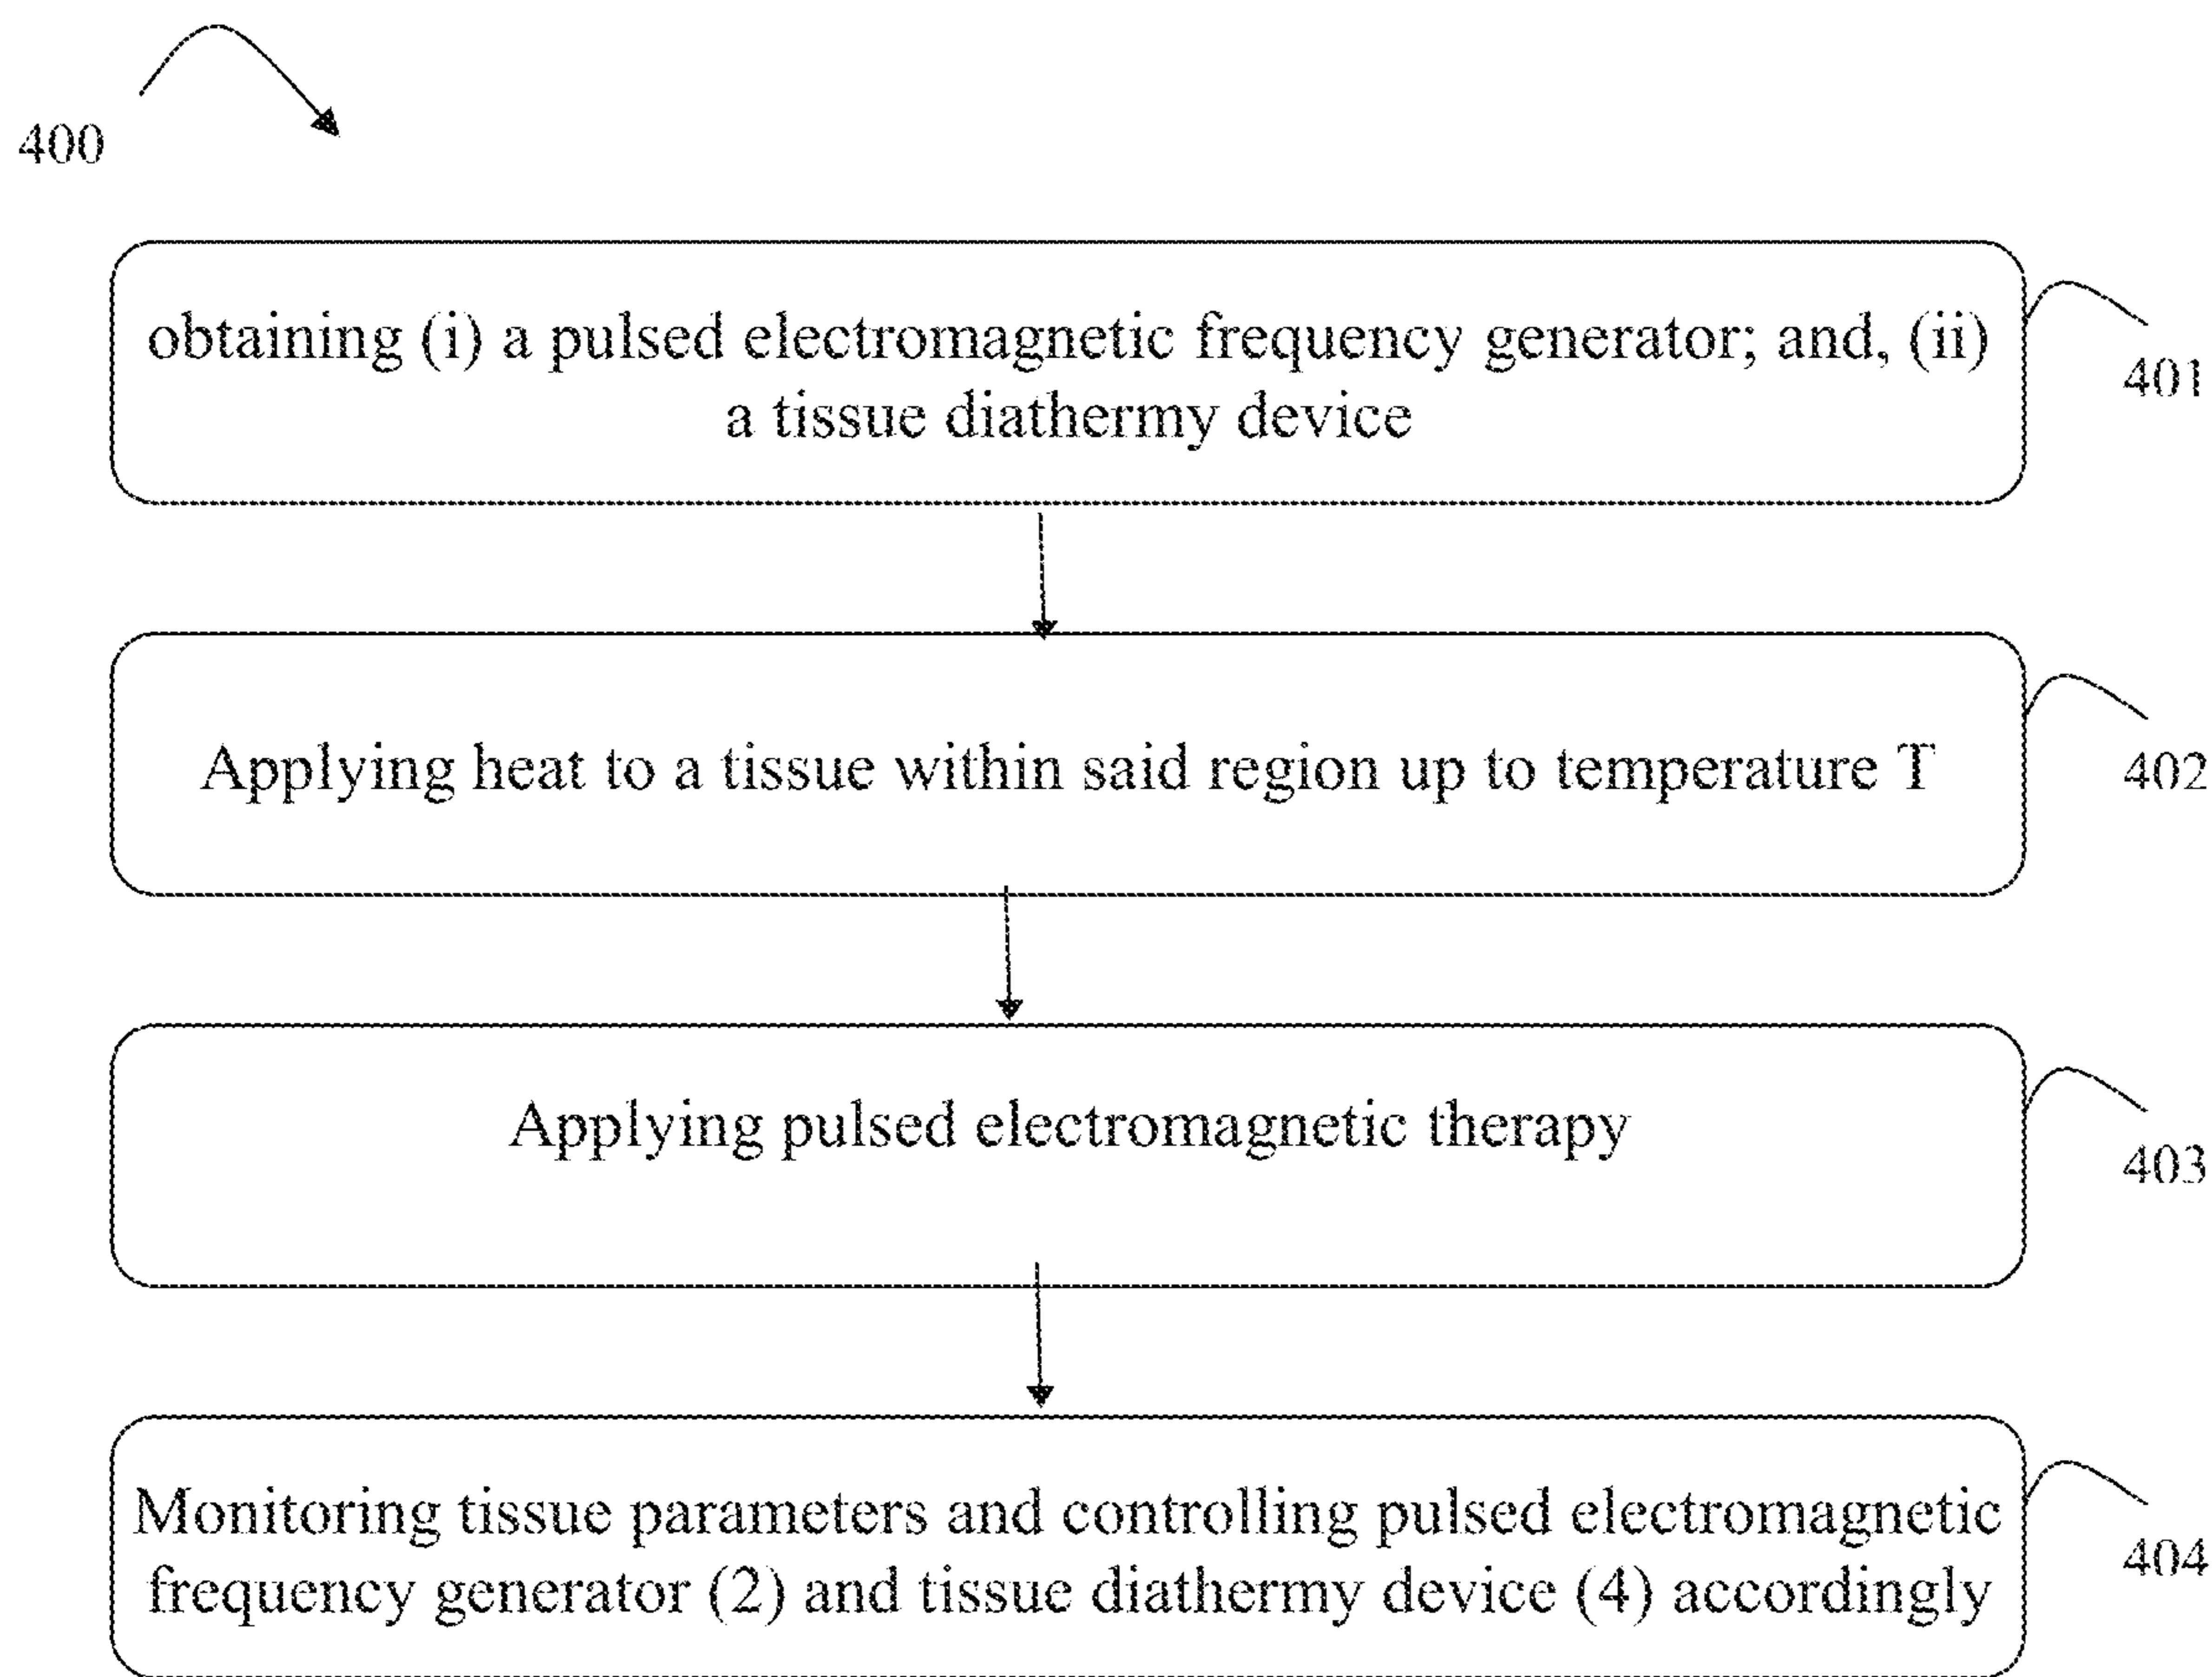 400
obtaining (i) a pulsed electromagnetic frequency generator; and, (ii)
a tissue diathermy device
401
Applying heat to a tissue within said region up to temperature T
402
Applying pulsed electromagnetic therapy
403
Monitoring tissue parameters and controlling pulsed electromagnetic
frequency generator (2) and tissue diathermy device (4) accordingly
404